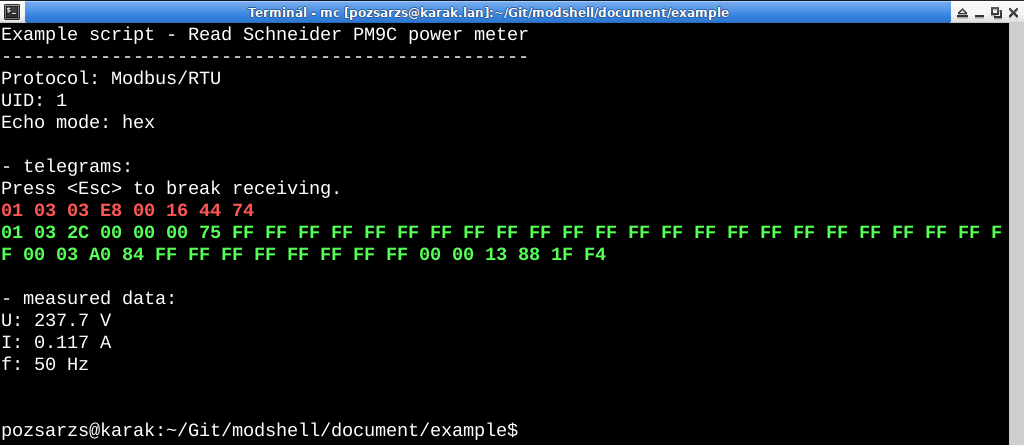 Terminál - mc [pozsarzs@karak.lan]:~/Git/modshell/document/example
Example script - Read Schneider PM9C power meter
------------------------------------------------
Protocol: Modbus/RTU
UID: 1
Echo mode: hex
- telegrams:
Press <Esc> to break receiving.
01 03 03 E8 00 16 44 74
01 03 2C 00 00 00 75 FF FF FF FF FF FF FF FF FF FF FF FF FF FF FF FF FF FF FF FF FF FF FF F
F 00 03 A0 84 FF FF FF FF FF FF FF FF 00 00 13 88 1F F4
- measured data:
U: 237.7 V
I: 0.117 A
f: 50 Hz
pozsarzs@karak:~/Git/modshell/document/example$